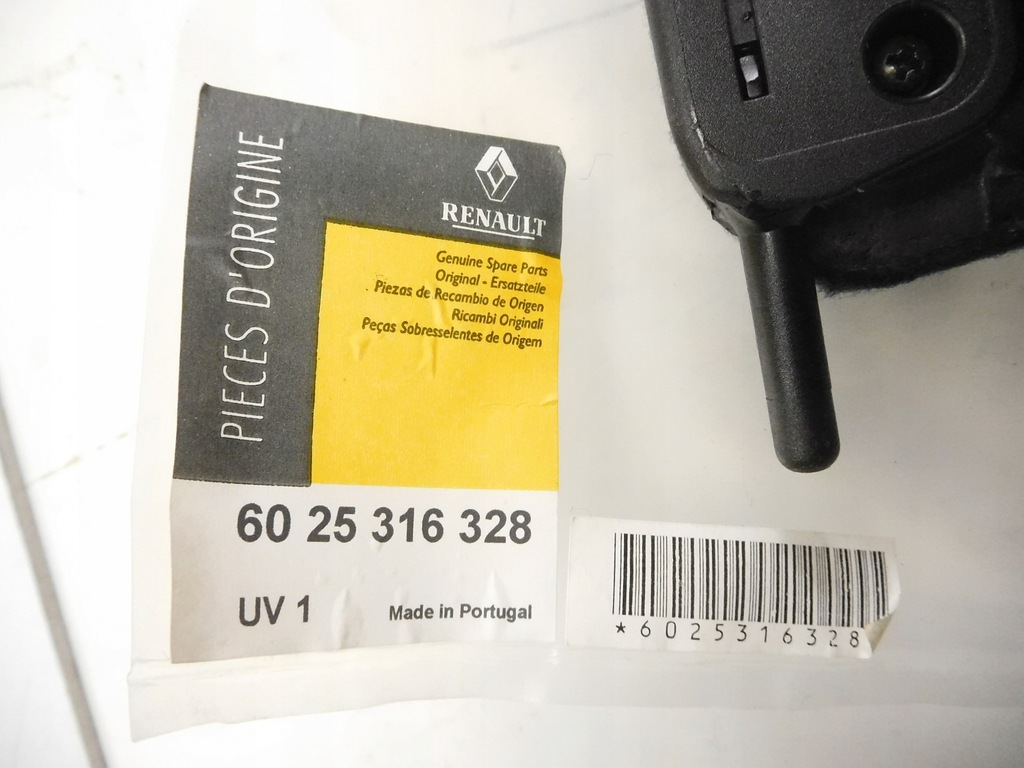 PIECES D'ORIGINE
RENAULT
Genuine Spare Parts
Original - Ersatzteile
Piezas de Recambio de Origen
Ricambi Originali
Peças Sobresselentes de Origem
60 25 316 328
UV 1
Made in Portugal
*6025316328